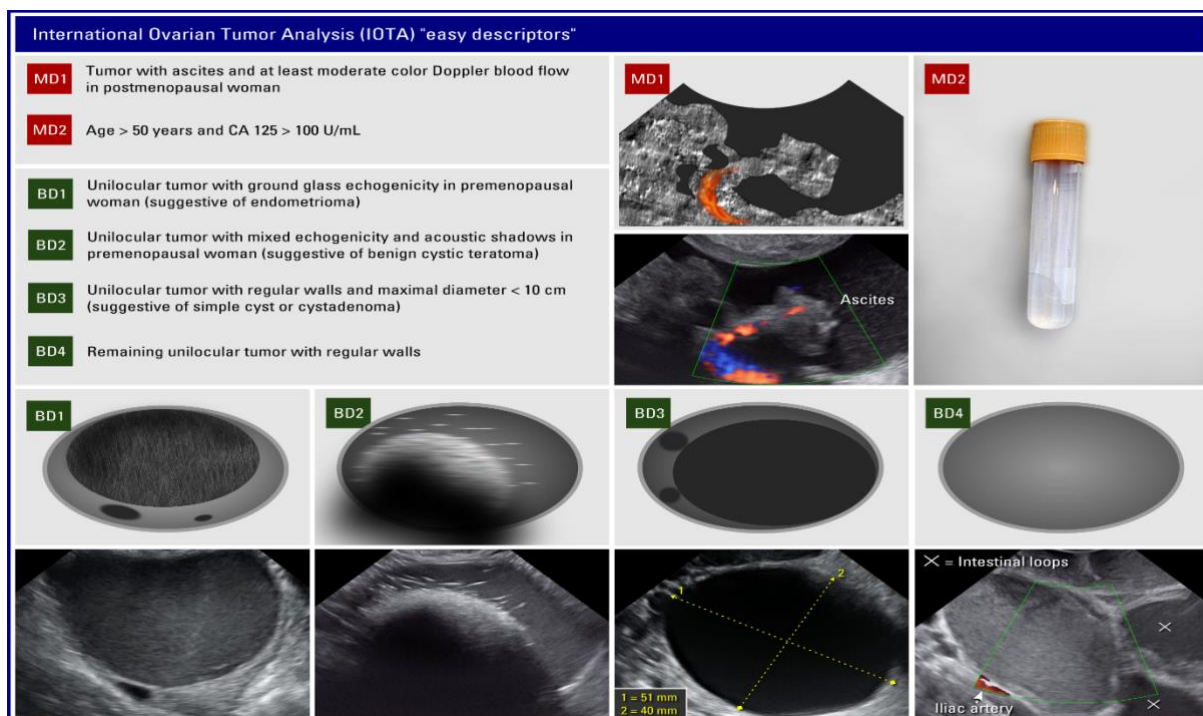 International Ovarian Tumor Analysis (IOTA) "easy descriptors"
MD1
Tumor with ascites and at least moderate color Doppler blood flow
in postmenopausal woman
MD2
Age > 50 years and CA 125 > 100 U/mL
BD1
Unilocular tumor with ground glass echogenicity in premenopausal
woman (suggestive of endometrioma)
BD2
Unilocular tumor with mixed echogenicity and acoustic shadows in
premenopausal woman (suggestive of benign cystic teratoma)
BD3
Unilocular tumor with regular walls and maximal diameter < 10 cm
(suggestive of simple cyst or cystadenoma)
BD4
Remaining unilocular tumor with regular walls
MD1
Ascites
MD2
BD1
BD2
BD3
BD4
1
2
1 = 51 mm
2 = 40 mm
X = Intestinal loops
X
X
Iliac artery